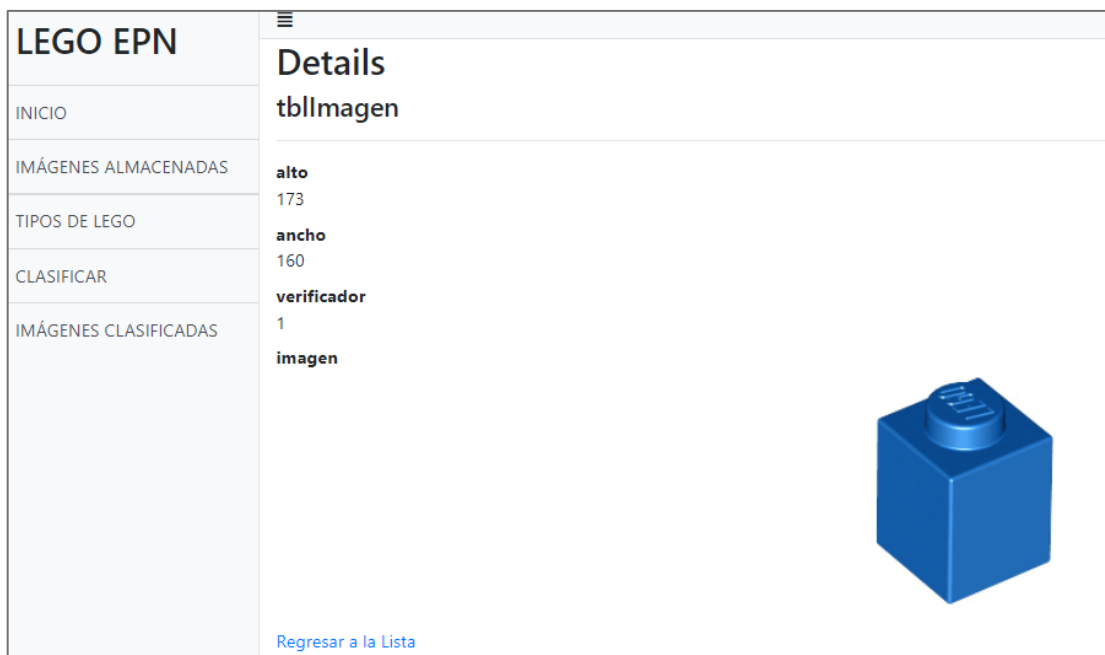 LEGO EPN
INICIO
IMÁGENES ALMACENADAS
TIPOS DE LEGO
CLASIFICAR
IMÁGENES CLASIFICADAS
Details
tblImagen
alto
173
ancho
160
verificador
1
imagen
Regresar a la Lista